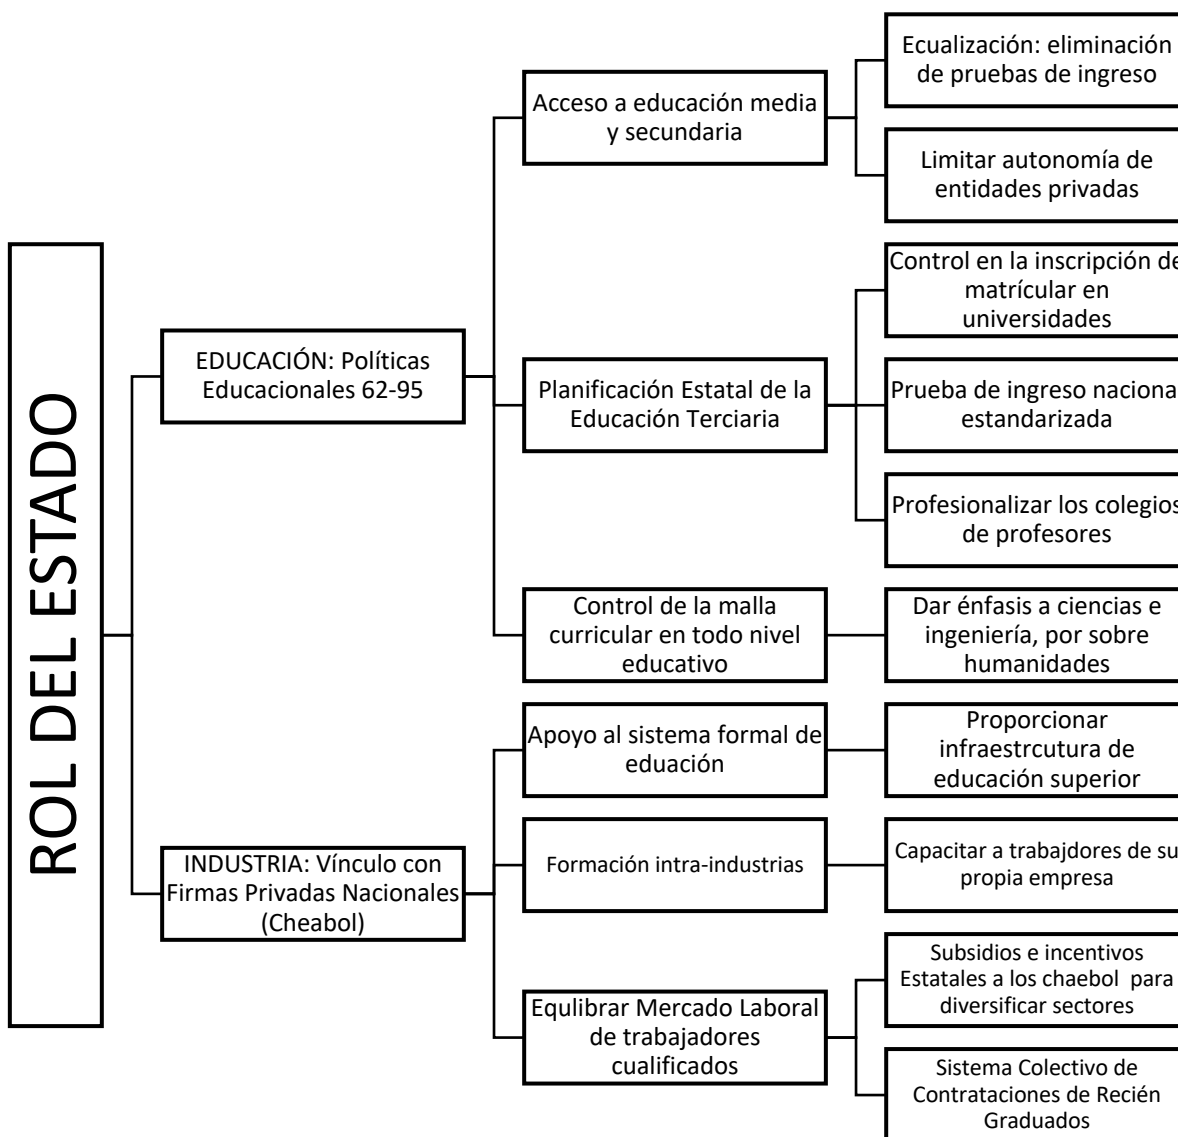 ROL DEL ESTADO
EDUCACIÓN: Políticas
Educacionales 62-95
Acceso a educación media
y secundaria
Ecualización: eliminación
de pruebas de ingreso
Limitar autonomía de
entidades privadas
Planificación Estatal de la
Educación Terciaria
Control en la inscripción de
matrícular en
universidades
Prueba de ingreso naciona
estandarizada
Profesionalizar los colegios
de profesores
Control de la malla
curricular en todo nivel
educativo
Dar énfasis a ciencias e
ingeniería, por sobre
humanidades
INDUSTRIA: Vínculo con
Firmas Privadas Nacionales
(Cheabol)
Apoyo al sistema formal de
eduación
Proporcionar
infraestrcutura de
educación superior
Formación intra-industrias
Capacitar a trabajdores de su
propia empresa
Equlibrar Mercado Laboral
de trabajadores
cualificados
Subsidios e incentivos
Estatales a los chaebol para
diversificar sectores
Sistema Colectivo de
Contrataciones de Recién
Graduados